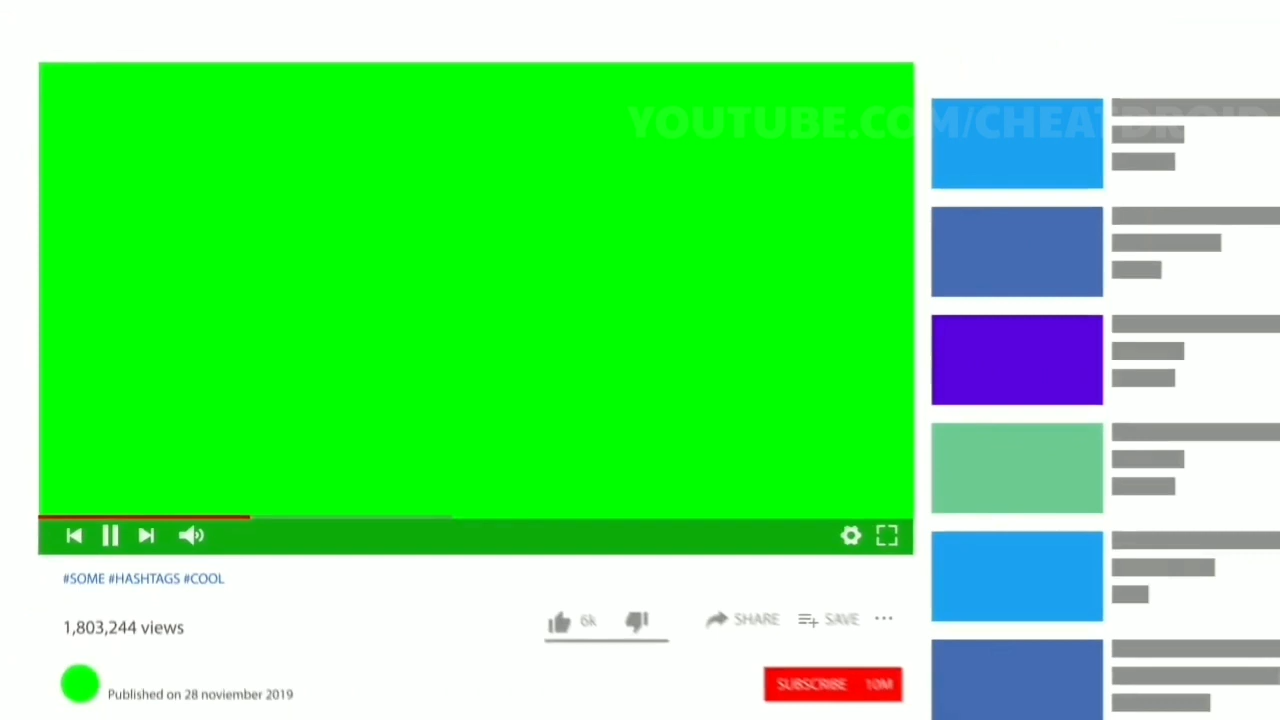 YOUTUBE.COM/CHEATDROID
#SOME #HASHTAGS #COOL
1,803,244 views
6k
SHARE
SAVE
Published on 28 noviember 2019
SUBSCRIBE 10M